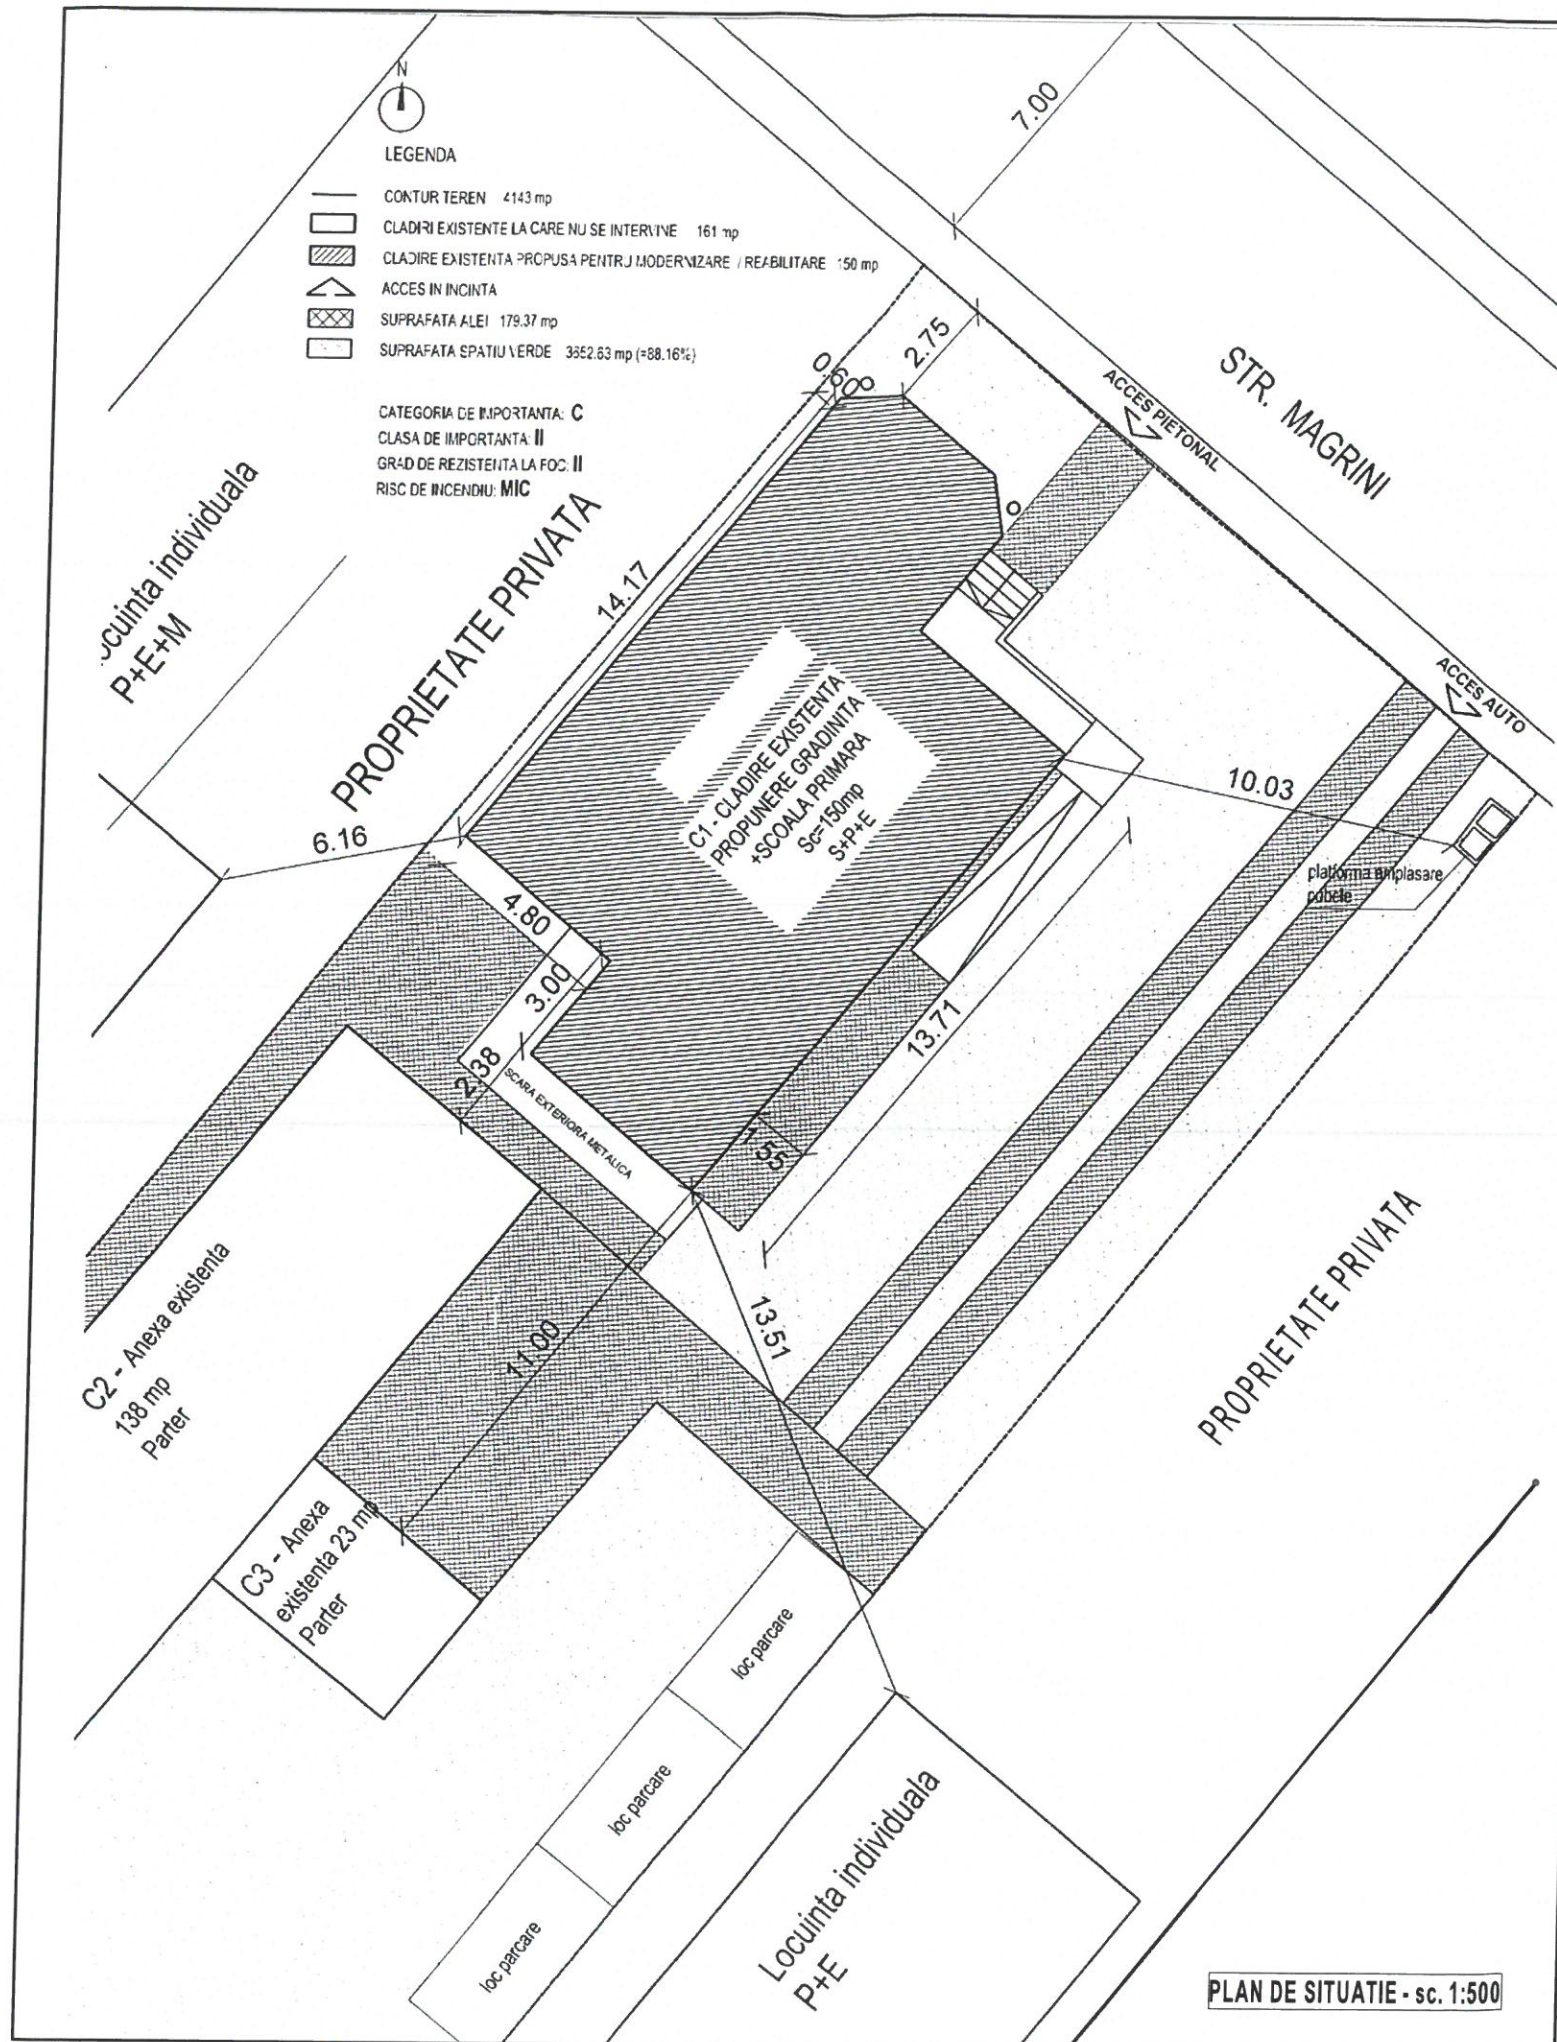 N
LEGENDA
CONTUR TEREN 4143 mp
CLADIRI EXISTENTE LA CARE NU SE INTERVINE 161 mp
CLADIRE EXISTENTA PROPUSA PENTRU MODERNIZARE / REABILITARE 150 mp
ACCES IN INCINTA
SUPRAFATA ALEI 179.37 mp
SUPRAFATA SPATIU VERDE 3652.63 mp (=88.16%)
CATEGORIA DE IMPORTANTA: C
CLASA DE IMPORTANTA: II
GRAD DE REZISTENTA LA FOC: II
RISC DE INCENDIU: MIC
7.00
2.75
0.60
STR. MAGRINI
ACCES PIETONAL
ACCES AUTO
ocuinta individuala
P+E+M
PROPRIETATE PRIVATA
14.17
6.16
C1 - CLADIRE EXISTENTA
PROPUNERE GRADINITA
+SCOALA PRIMARA
Sc=150mp
S+P+E
10.03
platforma amplasare
pubele
4.80
3.00
2.38
SCARA EXTERIORA METALICA
13.71
1.55
11.00
13.51
PROPRIETATE PRIVATA
C2 - Anexa existenta
138 mp
Parter
C3 - Anexa
existenta 23 mp
Parter
loc parcare
loc parcare
loc parcare
Locuinta individuala
P+E
PLAN DE SITUATIE - sc. 1:500